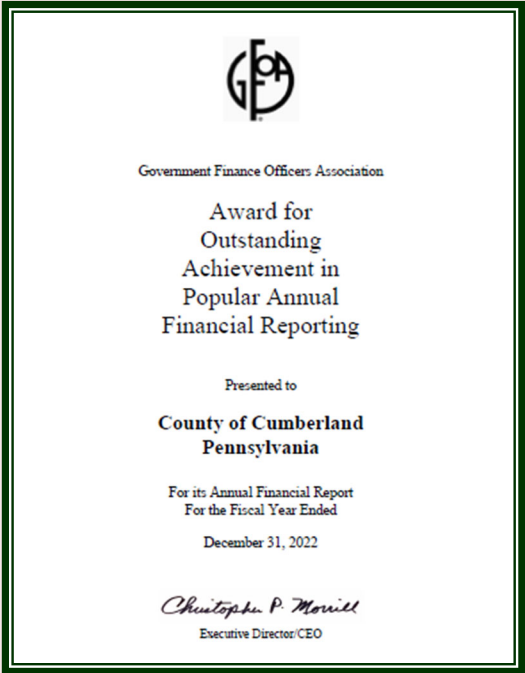 GFOA
Government Finance Officers Association
Award for
Outstanding
Achievement in
Popular Annual
Financial Reporting
Presented to
County of Cumberland
Pennsylvania
For its Annual Financial Report
For the Fiscal Year Ended
December 31, 2022
Christopher P. Morrill
Executive Director/CEO